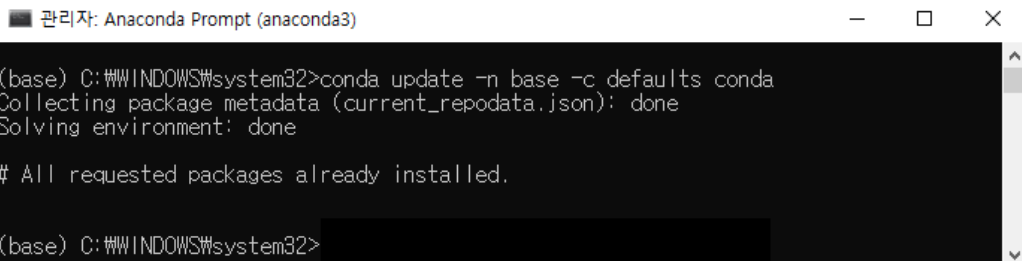 관리자: Anaconda Prompt (anaconda3)
(base) C:₩WINDOWS₩system32>conda update -n base -c defaults conda
Collecting package metadata (current_repodata.json): done
Solving environment: done
# All requested packages already installed.
(base) C:₩WINDOWS₩system32>